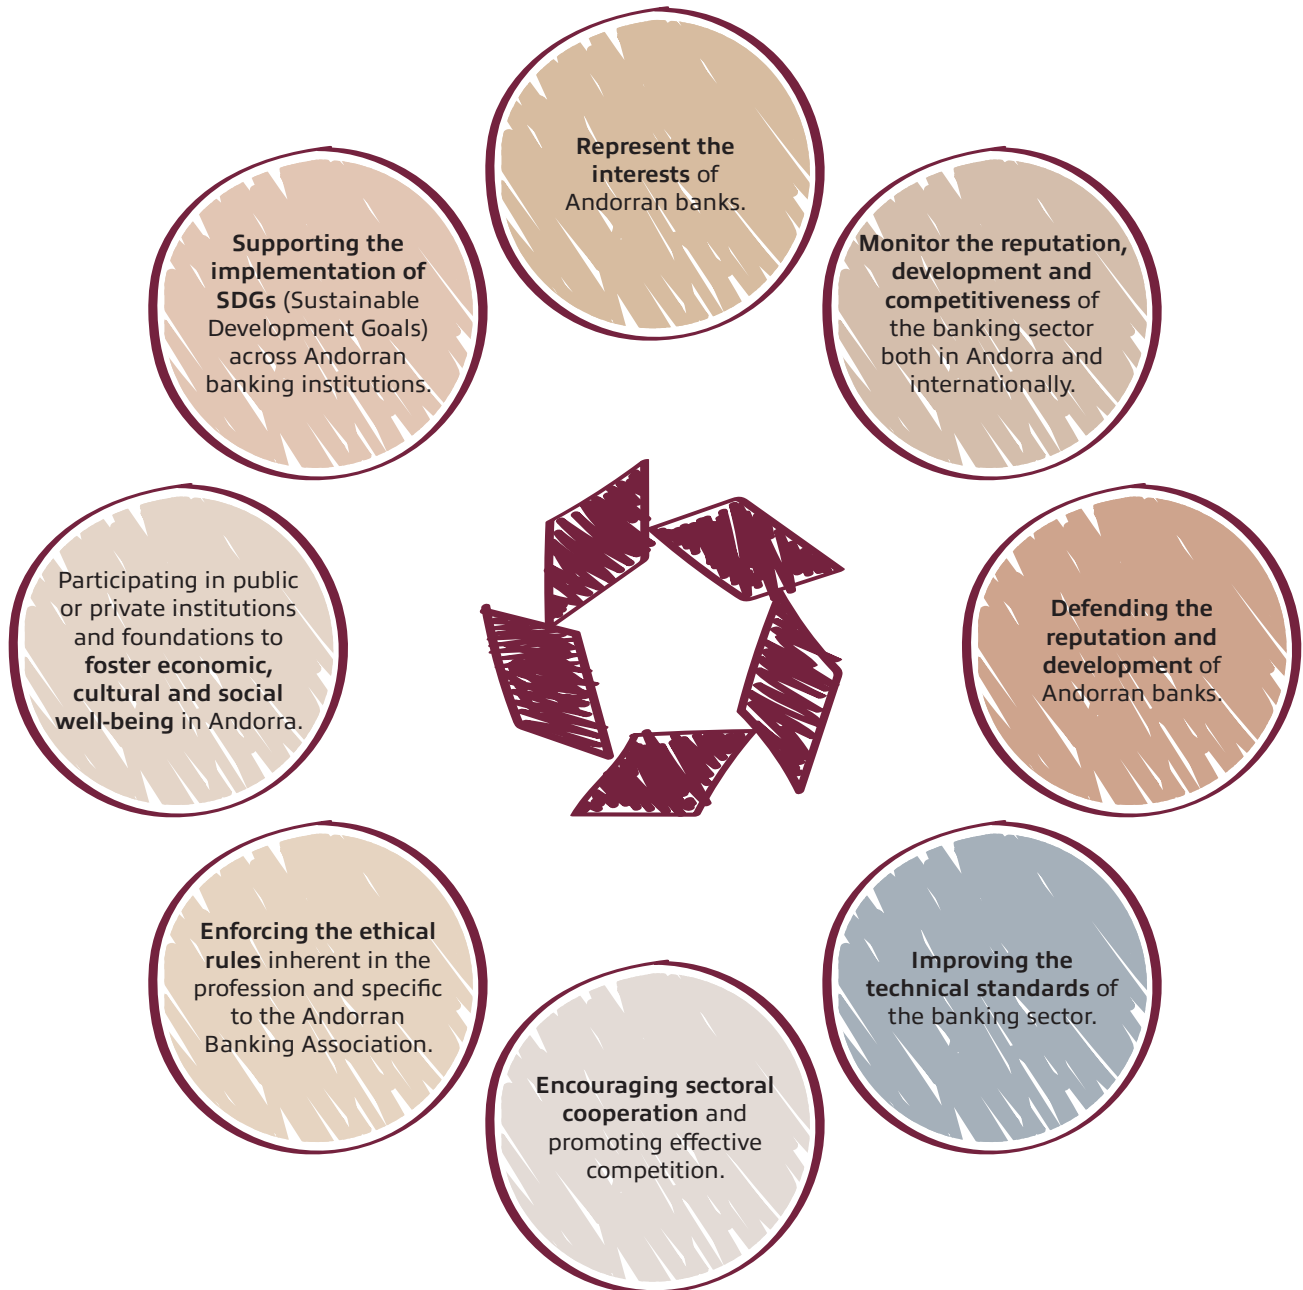 Represent the
interests of
Andorran banks.
Monitor the reputation,
development and
competitiveness of
the banking sector
both in Andorra and
internationally.
Defending the
reputation and
development of
Andorran banks.
Improving the
technical standards of
the banking sector.
Encouraging sectoral
cooperation and
promoting effective
competition.
Enforcing the ethical
rules inherent in the
profession and specific
to the Andorran
Banking Association.
Participating in public
or private institutions
and foundations to
foster economic,
cultural and social
well-being in Andorra.
Supporting the
implementation of
SDGs (Sustainable
Development Goals)
across Andorran
banking institutions.